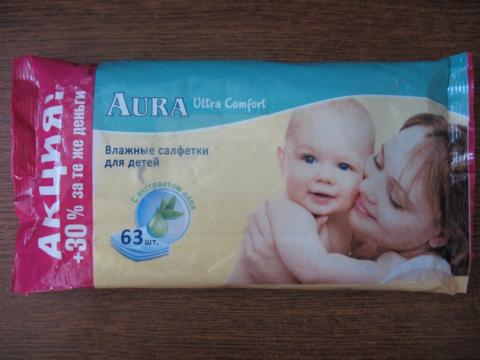 АКЦИЯ!
+30% за те же деньги
AURA Ultra Comfort
Влажные салфетки
для детей
С экстрактом алоэ
63 шт.